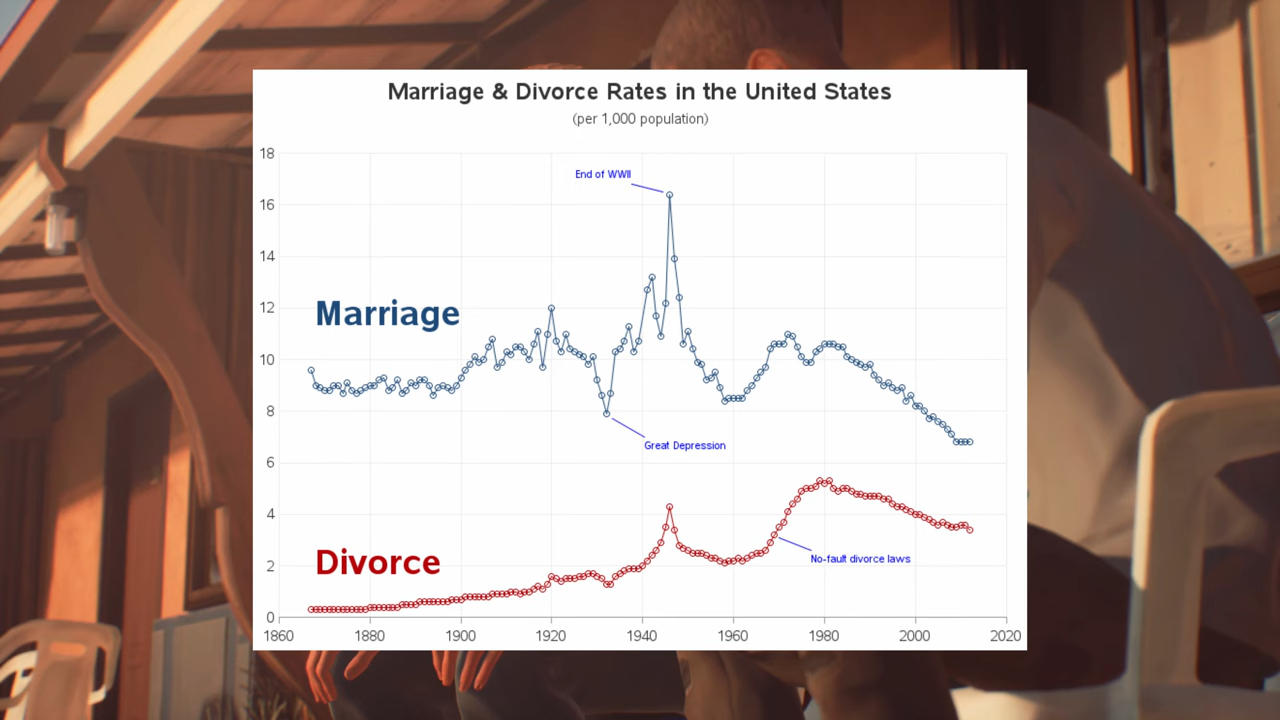 Marriage & Divorce Rates in the United States
(per 1,000 population)
18
End of WWII
16
14
12
Marriage
10
8
Great Depression
6
4
No-fault divorce laws
Divorce
2
0
1860 1880 1900 1920 1940 1960 1980 2000 2020